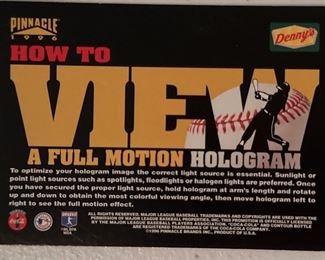 PINNACLE
1996
Denny's
HOW TO
VIEW
A FULL MOTION HOLOGRAM
To optimize your hologram image the correct light source is essential. Sunlight or
point light sources such as spotlights, floodlights or halogen lights are preferred. Once
you have secured the proper light source, hold hologram at arm's length and rotate
up and down to obtain the most colorful viewing angle, then move hologram left to
right to see the full motion effect.
ALL RIGHTS RESERVED. MAJOR LEAGUE BASEBALL TRADEMARKS AND COPYRIGHTS ARE USED WITH THE
PERMISSION OF MAJOR LEAGUE BASEBALL PROPERTIES, INC. THIS PROMOTION IS OFFICIALLY LICENSED
BY THE MAJOR LEAGUE BASEBALL PLAYERS ASSOCIATION. "COCA-COLA" AND CONTOUR BOTTLE
ARE REGISTERED TRADEMARKS OF THE COCA-COLA COMPANY.
©1996 PINNACLE BRANDS INC. PRODUCT OF U.S.A.